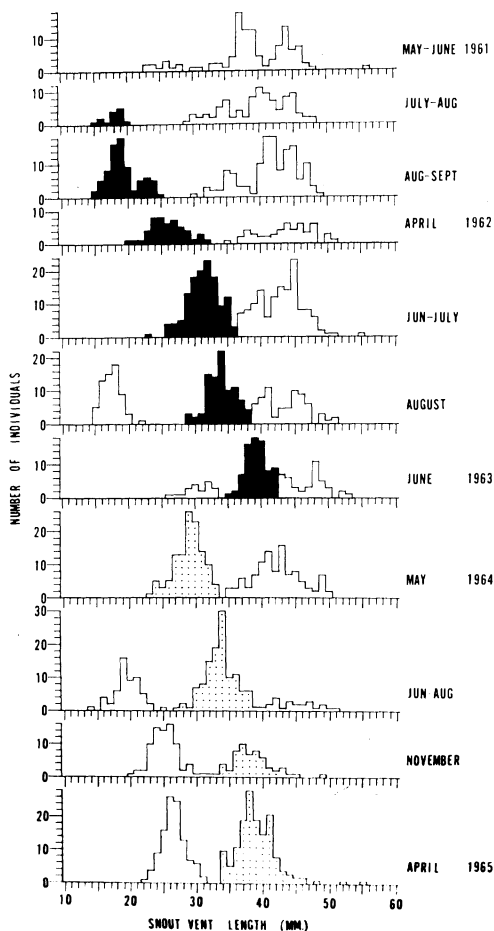 10
MAY-JUNE 1961
0
10
JULY-AUG
0
10
AUG-SEPT
0
10
APRIL 1962
0
20
10
JUN-JULY
0
20
10
AUGUST
0
10
JUNE 1963
0
20
10
MAY 1964
0
30
20
10
JUN AUG
0
10
NOVEMBER
0
20
10
APRIL 1965
0
10 20 30 40 50 60
SNOUT VENT LENGTH (MM.)
NUMBER OF INDIVIDUALS